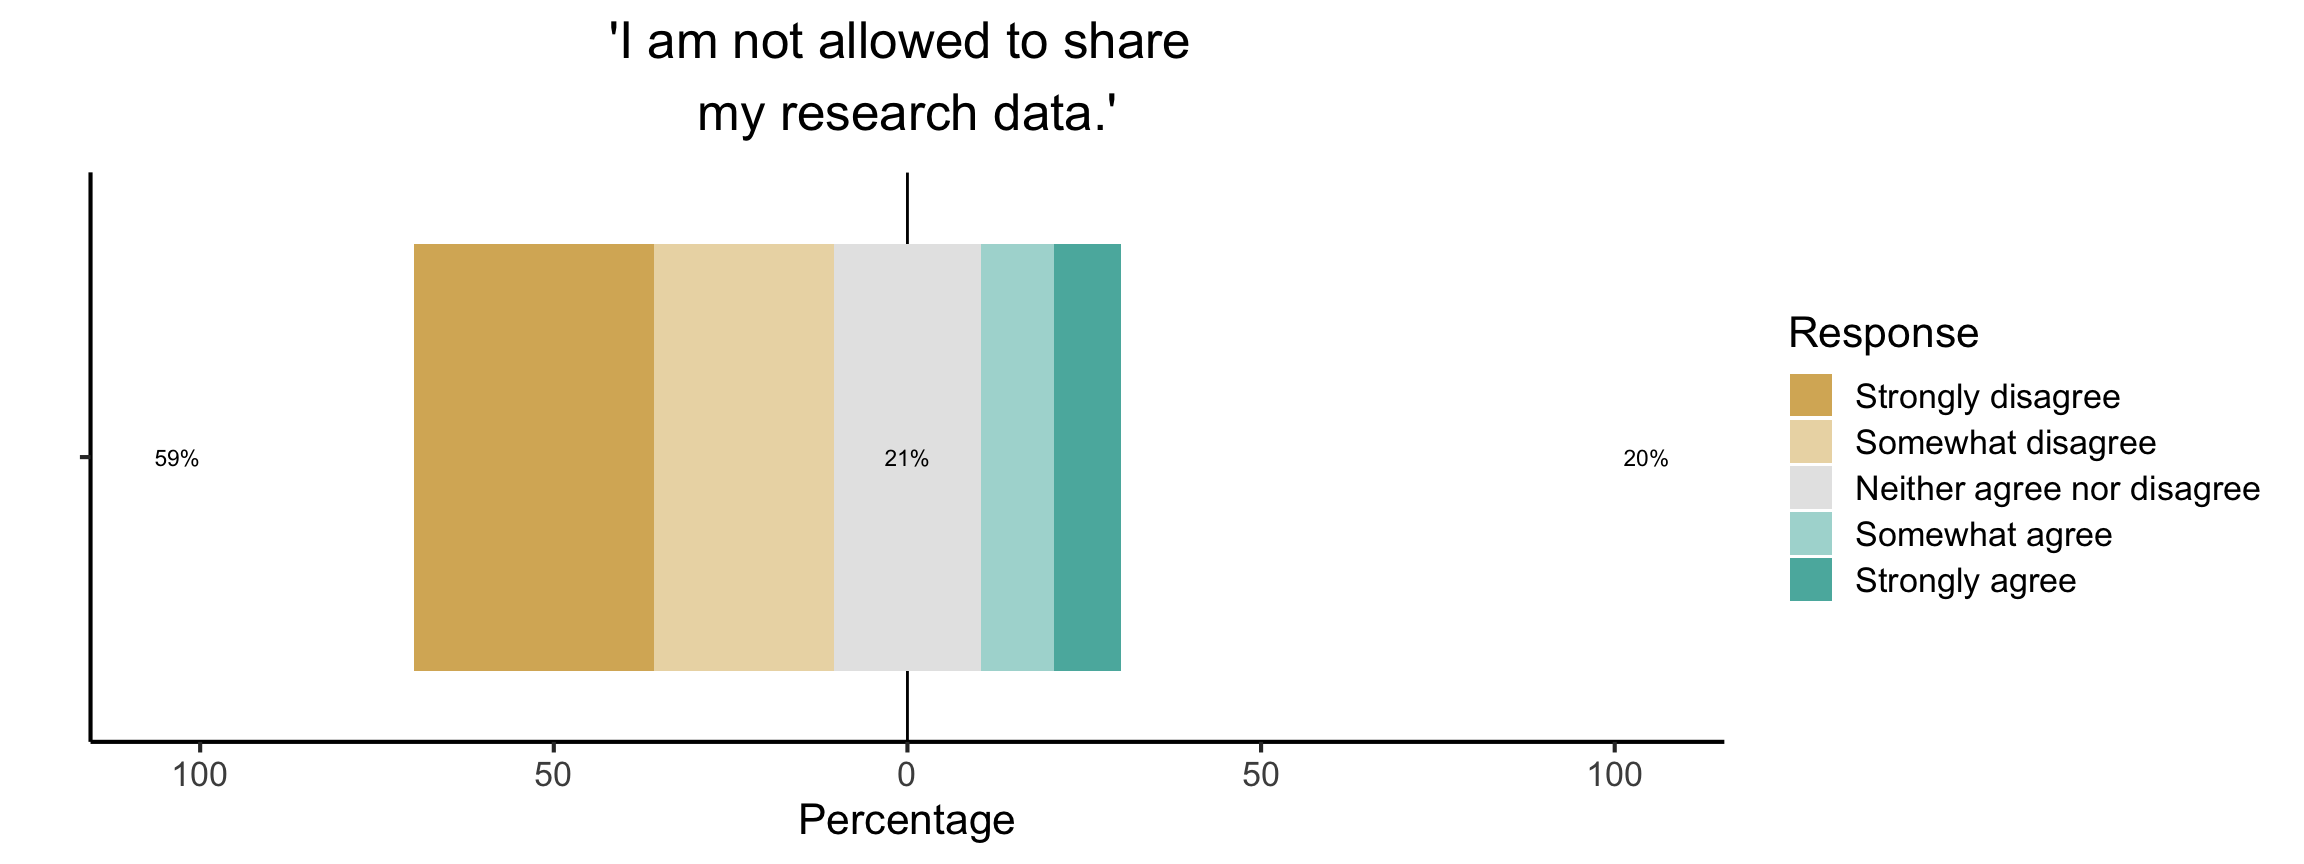 'I am not allowed to share
my research data.'
59%
21%
20%
100
50
0
50
100
Percentage
Response
Strongly disagree
Somewhat disagree
Neither agree nor disagree
Somewhat agree
Strongly agree